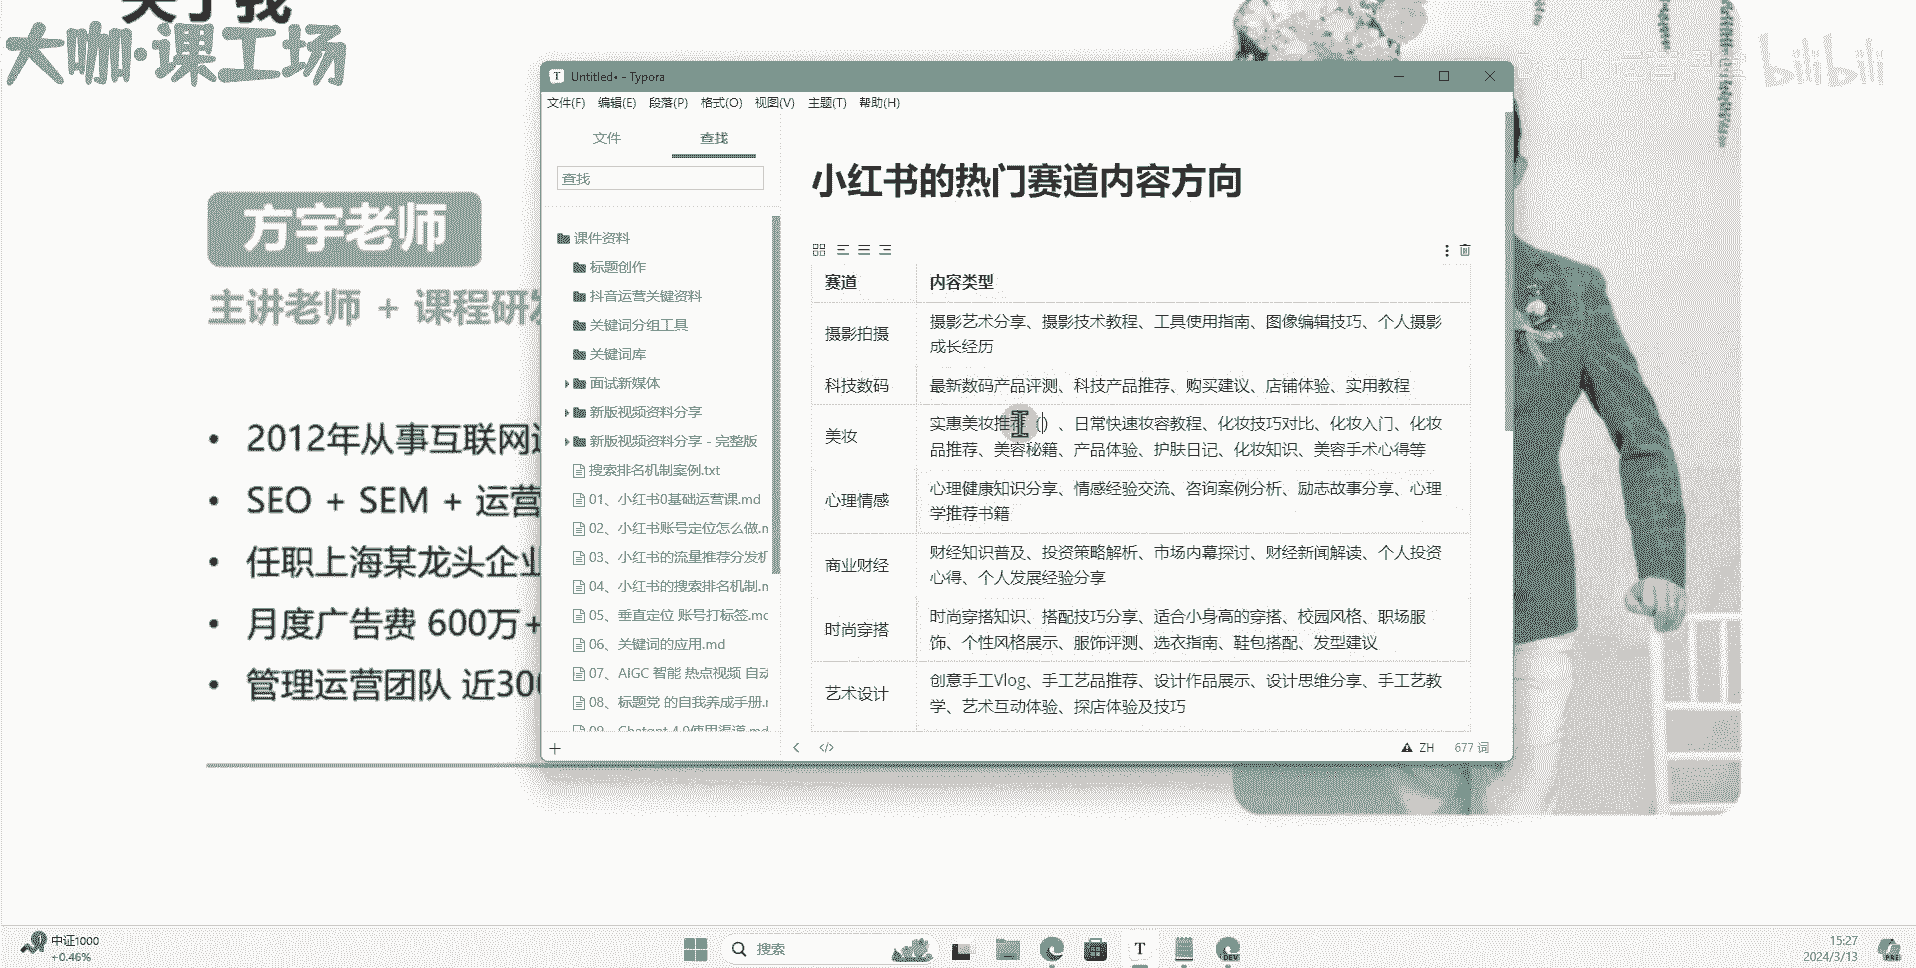 关于我
大咖·课工场
bilibili
方宇老师
主讲老师 + 课程研发
• 2012年从事互联网
• SEO + SEM + 运营
• 任职上海某龙头企业
• 月度广告费 600万+
• 管理运营团队 近300
Untitled• - Typora
文件(F) 编辑(E) 段落(P) 格式(O) 视图(V) 主题(T) 帮助(H)
文件 查找
查找
课件资料
标题创作
抖音运营关键资料
关键词分组工具
关键词库
面试新媒体
新版视频资料分享
新版视频资料分享 - 完整版
搜索排名机制案例.txt
01、小红书0基础运营课.md
02、小红书账号定位怎么做.m
03、小红书的流量推荐分发机
04、小红书的搜索排名机制.m
05、垂直定位 账号打标签.mc
06、关键词的应用.md
07、AIGC 智能 热点视频 自动
08、标题党 的自我养成手册.r
09、Chatgpt 4.0使用渠道.md
小红书的热门赛道内容方向
赛道 内容类型
摄影拍摄 摄影艺术分享、摄影技术教程、工具使用指南、图像编辑技巧、个人摄影
成长经历
科技数码 最新数码产品评测、科技产品推荐、购买建议、店铺体验、实用教程
美妆 实惠美妆推荐()、日常快速妆容教程、化妆技巧对比、化妆入门、化妆
品推荐、美容秘籍、产品体验、护肤日记、化妆知识、美容手术心得等
心理情感 心理健康知识分享、情感经验交流、咨询案例分析、励志故事分享、心理
学推荐书籍
商业财经 财经知识普及、投资策略解析、市场内幕探讨、财经新闻解读、个人投资
心得、个人发展经验分享
时尚穿搭 时尚穿搭知识、搭配技巧分享、适合小身高的穿搭、校园风格、职场服
饰、个性风格展示、服饰评测、选衣指南、鞋包搭配、发型建议
艺术设计 创意手工Vlog、手工艺品推荐、设计作品展示、设计思维分享、手工艺教
学、艺术互动体验、探店体验及技巧
ZH 677 词
中证1000
+0.46%
搜索
DEV
15:27
2024/3/13
PRE